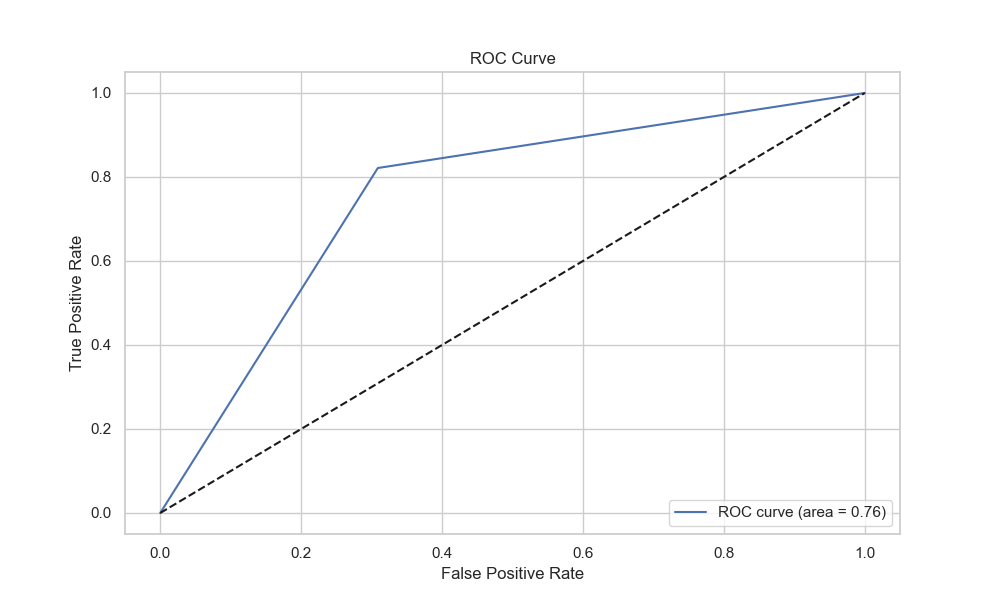 ROC Curve
1.0
0.8
0.6
0.4
0.2
0.0
True Positive Rate
ROC curve (area = 0.76)
0.0 0.2 0.4 0.6 0.8 1.0
False Positive Rate